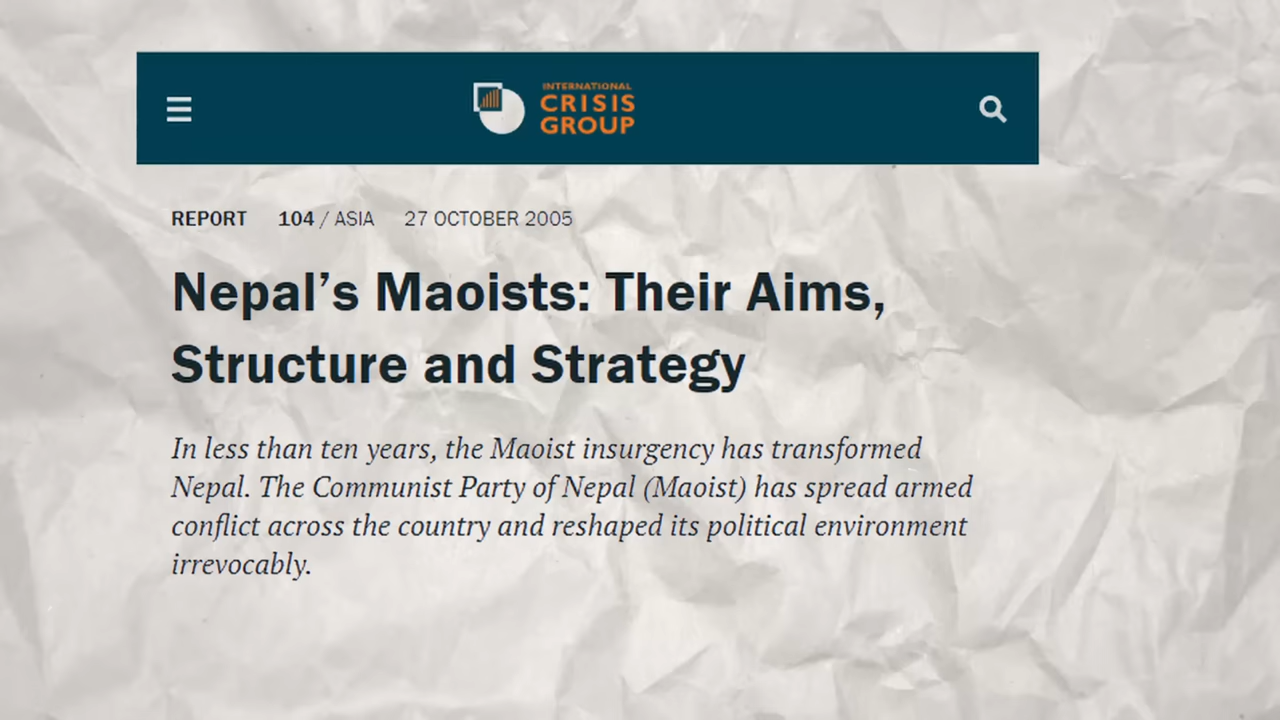 INTERNATIONAL
CRISIS
GROUP
REPORT 104 / ASIA 27 OCTOBER 2005
Nepal’s Maoists: Their Aims,
Structure and Strategy
In less than ten years, the Maoist insurgency has transformed
Nepal. The Communist Party of Nepal (Maoist) has spread armed
conflict across the country and reshaped its political environment
irrevocably.